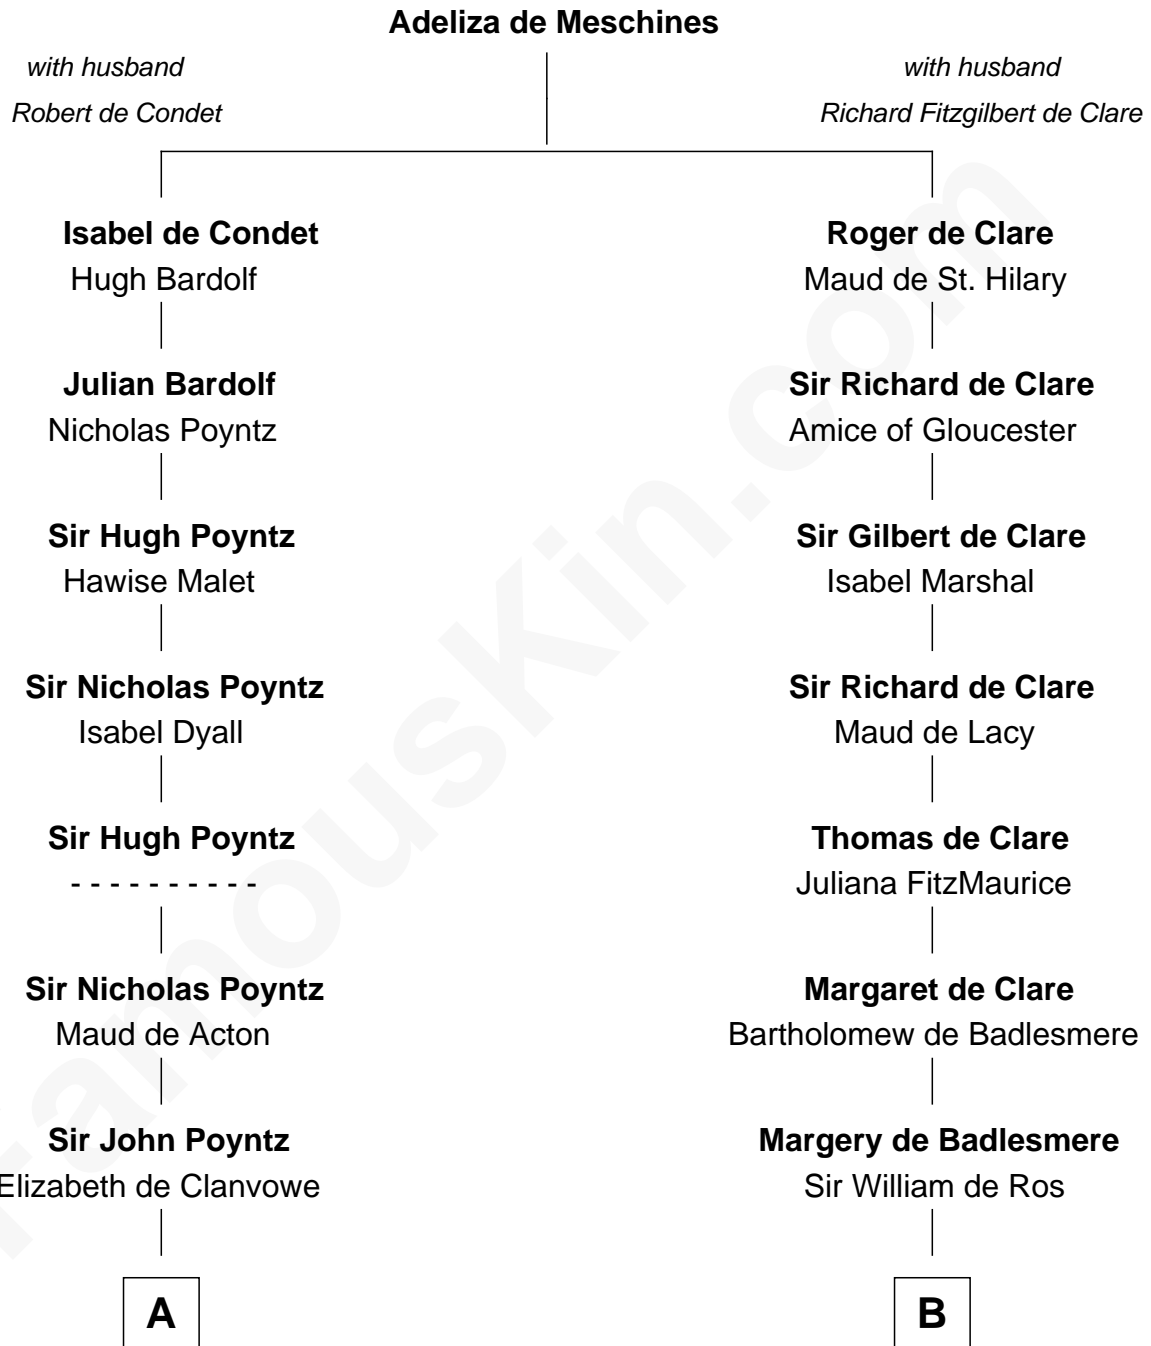 Adeliza de Meschines
with husband
Robert de Condet
with husband
Richard Fitzgilbert de Clare
Isabel de Condet
Hugh Bardolf
Roger de Clare
Maud de St. Hilary
Julian Bardolf
Nicholas Poyntz
Sir Richard de Clare
Amice of Gloucester
Sir Hugh Poyntz
Hawise Malet
Sir Gilbert de Clare
Isabel Marshal
Sir Nicholas Poyntz
Isabel Dyall
Sir Richard de Clare
Maud de Lacy
Sir Hugh Poyntz
- - - - - - - - - -
Thomas de Clare
Juliana FitzMaurice
Sir Nicholas Poyntz
Maud de Acton
Margaret de Clare
Bartholomew de Badlesmere
Sir John Poyntz
Elizabeth de Clanvowe
Margery de Badlesmere
Sir William de Ros
A
B
FamousKin.com